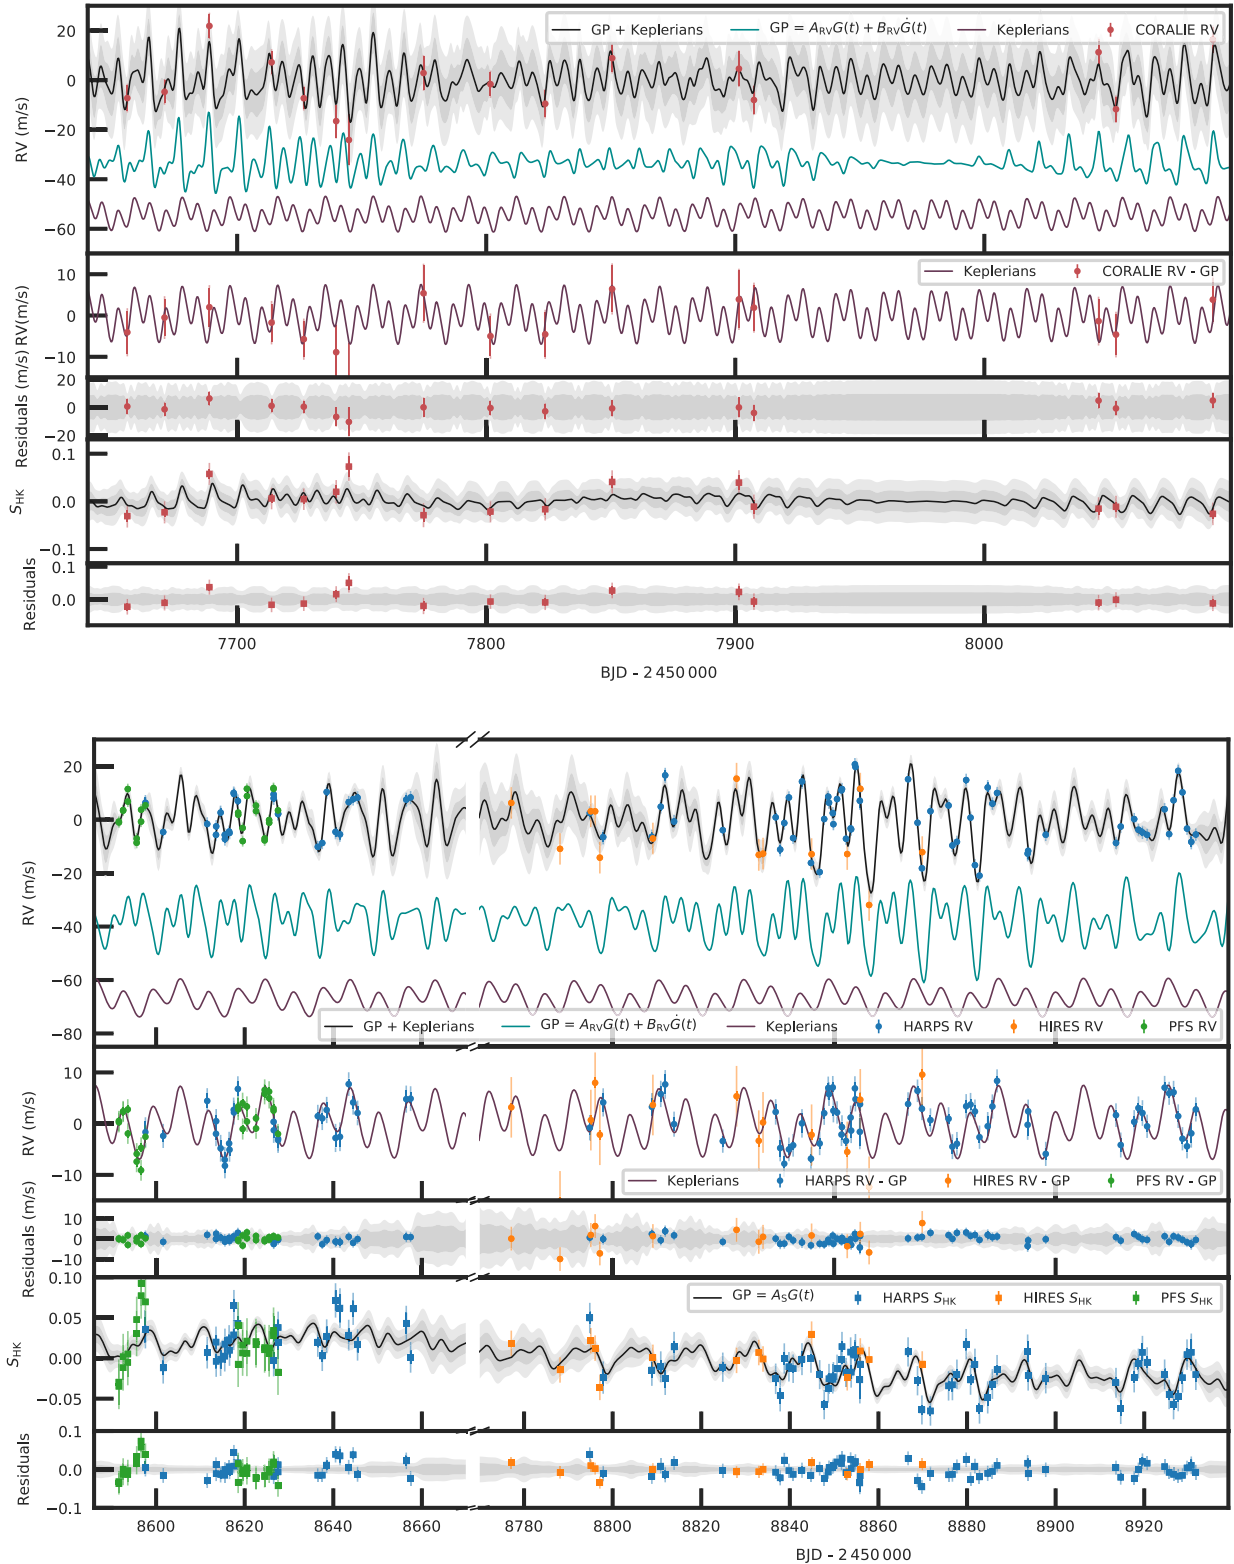 GP + Keplerians GP = A_RV G(t) + B_RV Ġ(t) Keplerians CORALIE RV
20
0
−20
−40
−60
RV (m/s)
Keplerians CORALIE RV - GP
10
0
−10
RV(m/s)
20
0
−20
Residuals (m/s)
0.1
0.0
−0.1
S_HK
0.1
0.0
Residuals
7700 7800 7900 8000
BJD - 2 450 000
20
0
−20
−40
−60
−80
RV (m/s)
GP + Keplerians GP = A_RV G(t) + B_RV Ġ(t) Keplerians HARPS RV HIRES RV PFS RV
10
0
−10
RV (m/s)
Keplerians HARPS RV - GP HIRES RV - GP PFS RV - GP
10
0
−10
Residuals (m/s)
GP = A_S G(t) HARPS S_HK HIRES S_HK PFS S_HK
0.10
0.05
0.00
−0.05
S_HK
0.1
0.0
−0.1
Residuals
8600 8620 8640 8660 8780 8800 8820 8840 8860 8880 8900 8920
BJD - 2 450 000